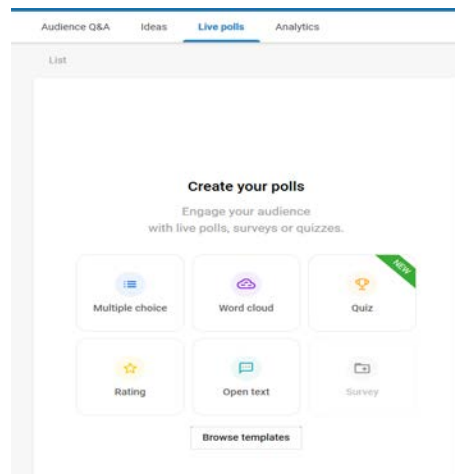 Audience Q&A Ideas Live polls Analytics
List
Create your polls
Engage your audience
with live polls, surveys or quizzes.
NEW
Multiple choice Word cloud Quiz
Rating Open text Survey
Browse templates